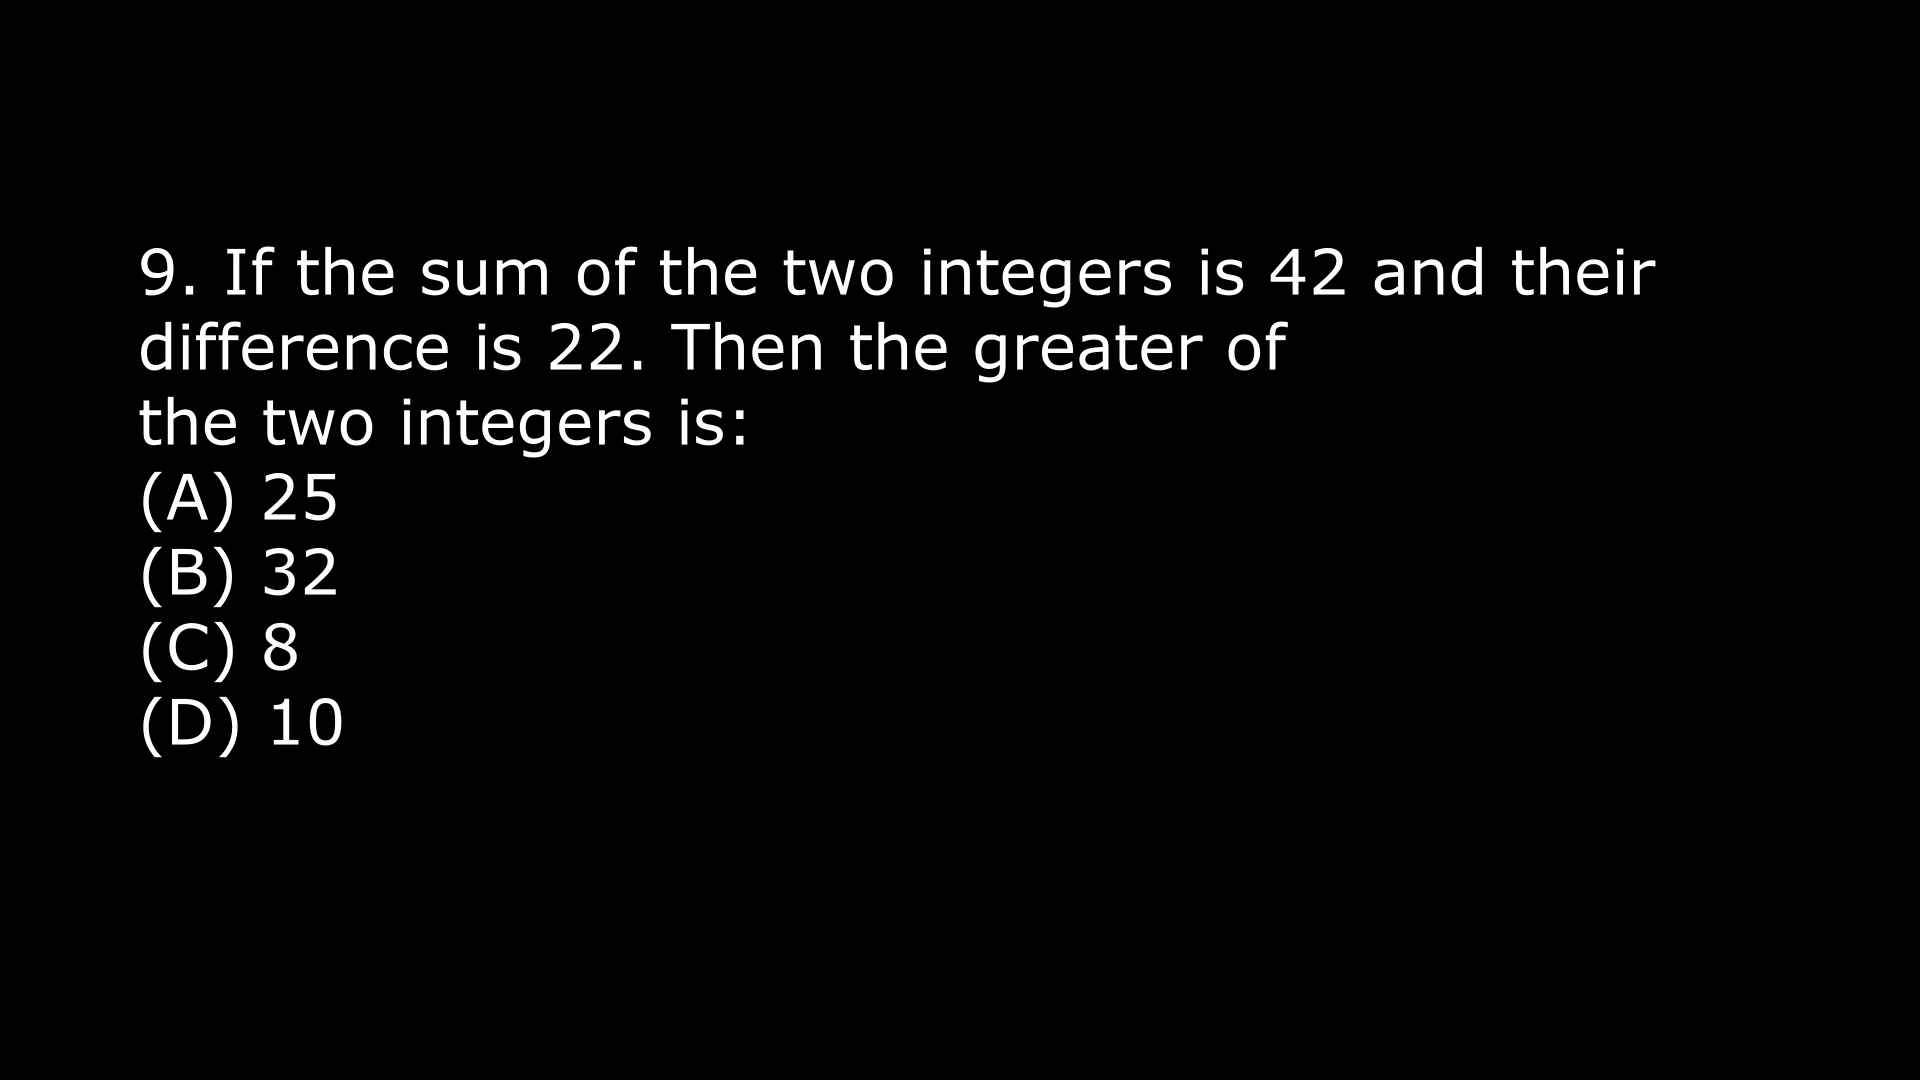 9. If the sum of the two integers is 42 and their
difference is 22. Then the greater of
the two integers is:
(A) 25
(B) 32
(C) 8
(D) 10